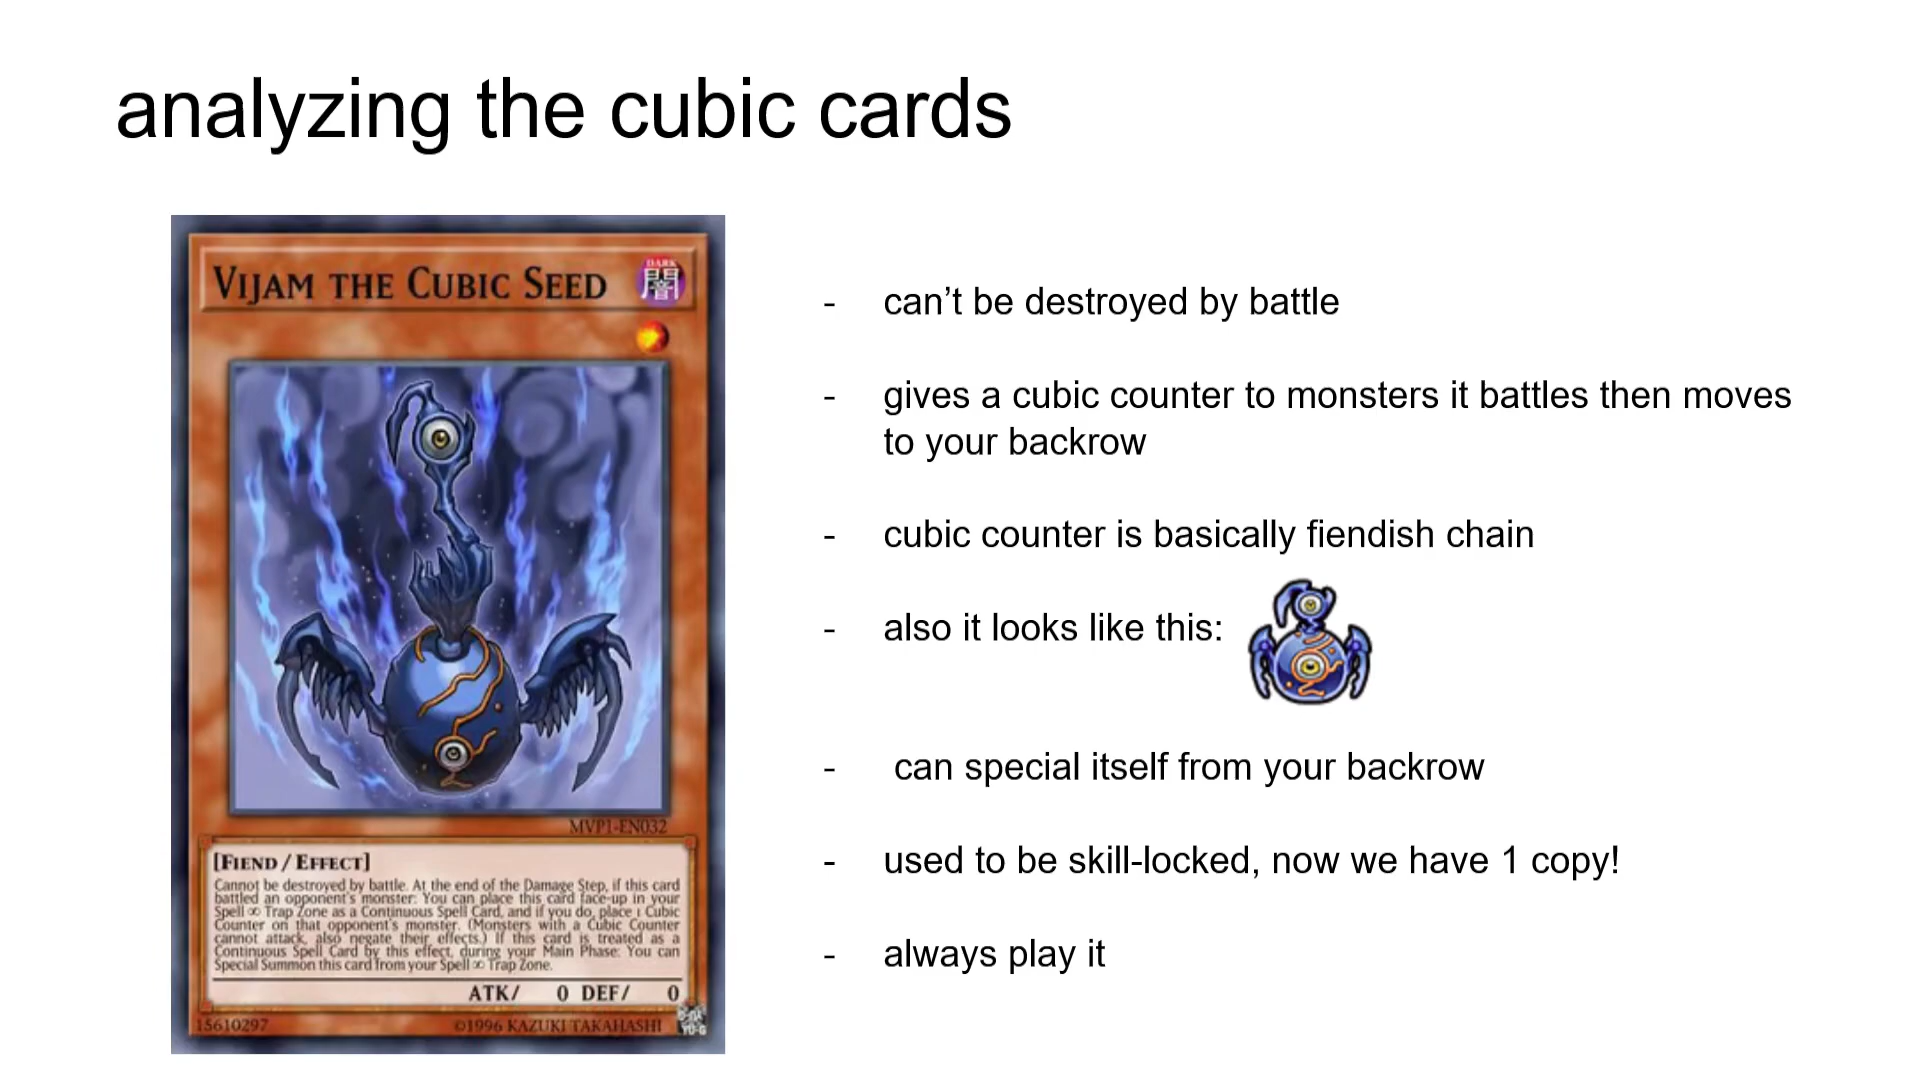 analyzing the cubic cards
VIJAM THE CUBIC SEED
DARK
闇
MVP1-EN032
[FIEND / EFFECT]
Cannot be destroyed by battle. At the end of the Damage Step, if this card
battled an opponent's monster: You can place this card face-up in your
Spell & Trap Zone as a Continuous Spell Card, and if you do, place 1 Cubic
Counter on that opponent's monster. (Monsters with a Cubic Counter
cannot attack, also negate their effects.) If this card is treated as a
Continuous Spell Card by this effect, during your Main Phase: You can
Special Summon this card from your Spell & Trap Zone.
ATK/ 0 DEF/ 0
15610297
©1996 KAZUKI TAKAHASHI
- can’t be destroyed by battle
- gives a cubic counter to monsters it battles then moves
to your backrow
- cubic counter is basically fiendish chain
- also it looks like this:
- can special itself from your backrow
- used to be skill-locked, now we have 1 copy!
- always play it